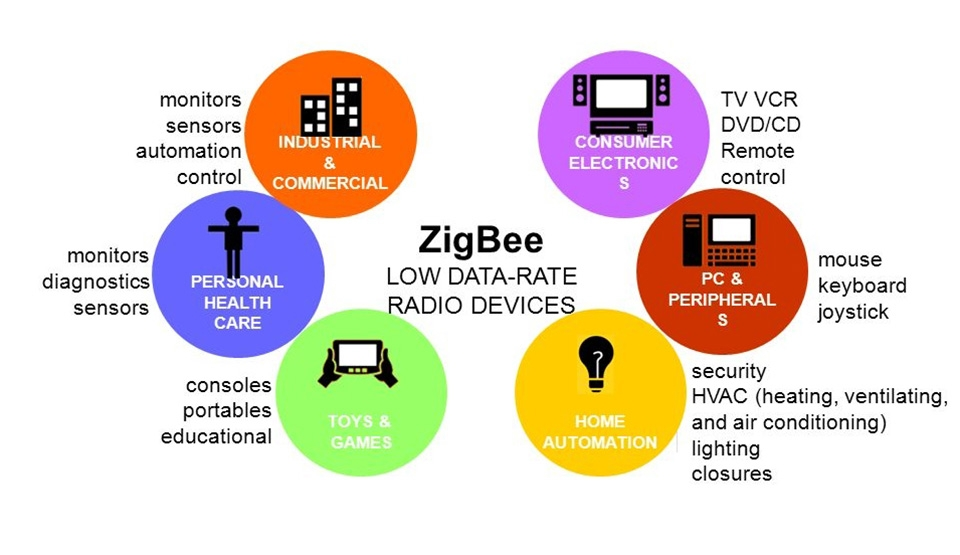 monitors
sensors
automation
control
INDUSTRIAL
&
COMMERCIAL
CONSUMER
ELECTRONIC
S
TV VCR
DVD/CD
Remote
control
monitors
diagnostics
sensors
PERSONAL
HEALTH
CARE
ZigBee
LOW DATA-RATE
RADIO DEVICES
PC &
PERIPHERAL
S
mouse
keyboard
joystick
consoles
portables
educational
TOYS &
GAMES
?
HOME
AUTOMATION
security
HVAC (heating, ventilating,
and air conditioning)
lighting
closures